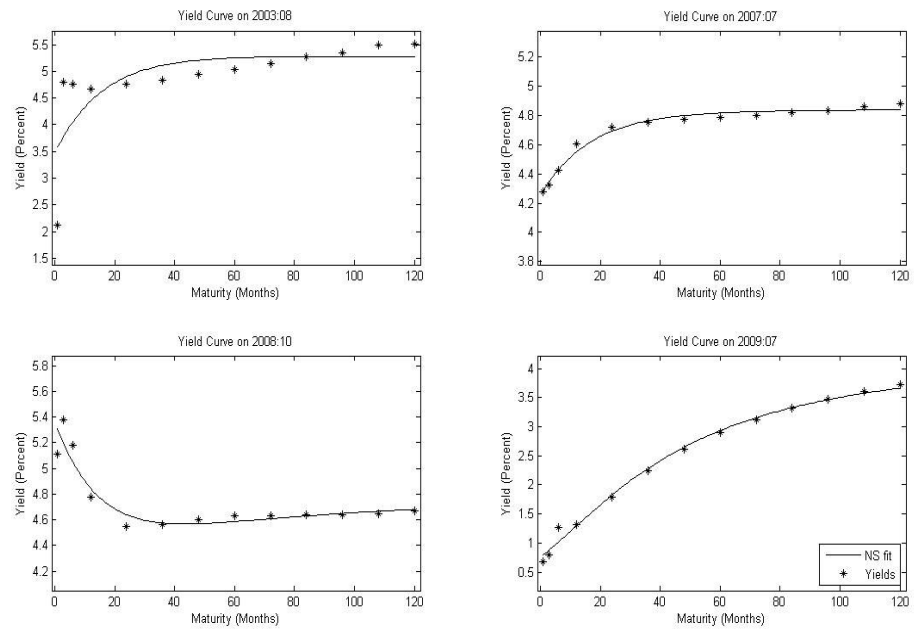 Yield Curve on 2003:08
5.5
5
4.5
4
3.5
3
2.5
2
1.5
Yield (Percent)
0 20 40 60 80 100 120
Maturity (Months)
Yield Curve on 2007:07
5.2
5
4.8
4.6
4.4
4.2
4
3.8
Yield (Percent)
0 20 40 60 80 100 120
Maturity (Months)
Yield Curve on 2008:10
5.8
5.6
5.4
5.2
5
4.8
4.6
4.4
4.2
Yield (Percent)
0 20 40 60 80 100 120
Maturity (Months)
Yield Curve on 2009:07
4
3.5
3
2.5
2
1.5
1
0.5
Yield (Percent)
NS fit
Yields
0 20 40 60 80 100 120
Maturity (Months)